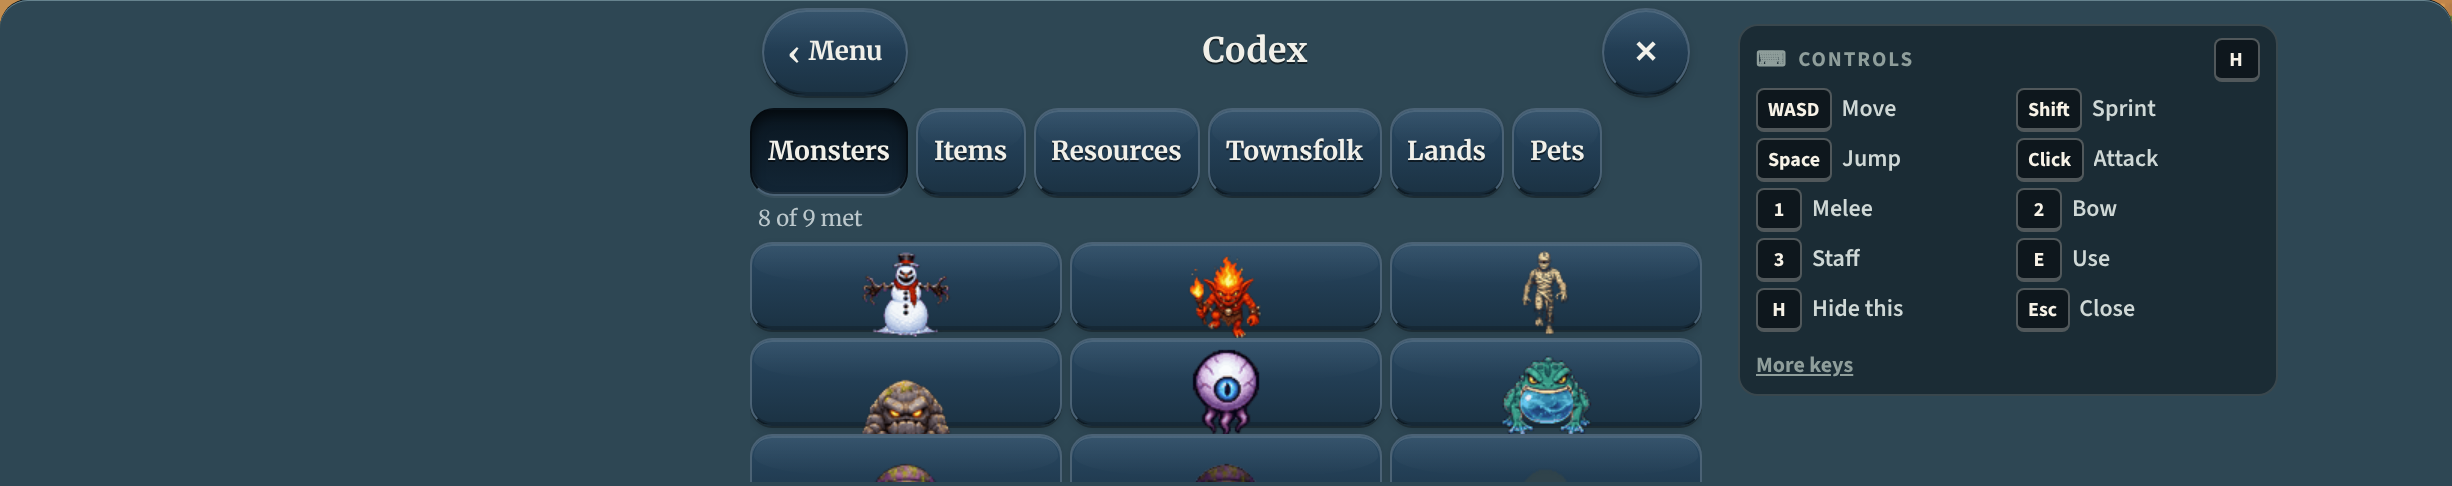 ‹ Menu
Codex
×
Monsters
Items
Resources
Townsfolk
Lands
Pets
8 of 9 met
CONTROLS
H
WASD Move
Shift Sprint
Space Jump
Click Attack
1 Melee
2 Bow
3 Staff
E Use
H Hide this
Esc Close
More keys